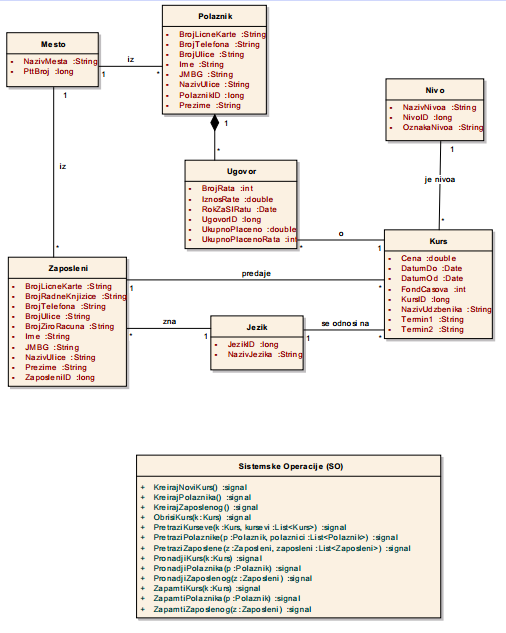 Polaznik
- BrojLicneKarte :String
- BrojTelefona :String
- BrojUlice :String
- Ime :String
- JMBG :String
- NazivUlice :String
- PolaznikID :long
- Prezime :String
Mesto
- NazivMesta :String
- PttBroj :long
iz
1
*
1
1
*
iz
*
Nivo
- NazivNivoa :String
- NivoID :long
- OznakaNivoa :String
1
je nivoa
*
Ugovor
- BrojRata :int
- IznosRate :double
- RokZaSlRatu :Date
- UgovorID :long
- UkupnoPlaceno :double
- UkupnoPlacenoRata :int
*
o
1
Kurs
- Cena :double
- DatumDo :Date
- DatumOd :Date
- FondCasova :int
- KursID :long
- NazivUdzbenika :String
- Termin1 :String
- Termin2 :String
Zaposleni
- BrojLicneKarte :String
- BrojRadneKnjizice :String
- BrojTelefona :String
- BrojUlice :String
- BrojZiroRacuna :String
- Ime :String
- JMBG :String
- NazivUlice :String
- Prezime :String
- ZaposleniID :long
predaje
1
*
zna
*
1
Jezik
- JezikID :long
- NazivJezika :String
se odnosi na
1
*
Sistemske Operacije (SO)
+ KreirajNoviKurs() :signal
+ KreirajPolaznika() :signal
+ KreirajZaposlenog() :signal
+ ObrisiKurs(k :Kurs) :signal
+ PretraziKurseve(k :Kurs, kursevi :List<Kurs>) :signal
+ PretraziPolaznike(p :Polaznik, polaznici :List<Polaznik>) :signal
+ PretraziZaposlene(z :Zaposleni, zaposleni :List<Zaposleni>) :signal
+ PronadjiKurs(k :Kurs) :signal
+ PronadjiPolaznika(p :Polaznik) :signal
+ PronadjiZaposlenog(z :Zaposleni) :signal
+ ZapamtiKurs(k :Kurs) :signal
+ ZapamtiPolaznika(p :Polaznik) :signal
+ ZapamtiZaposlenog(z :Zaposleni) :signal